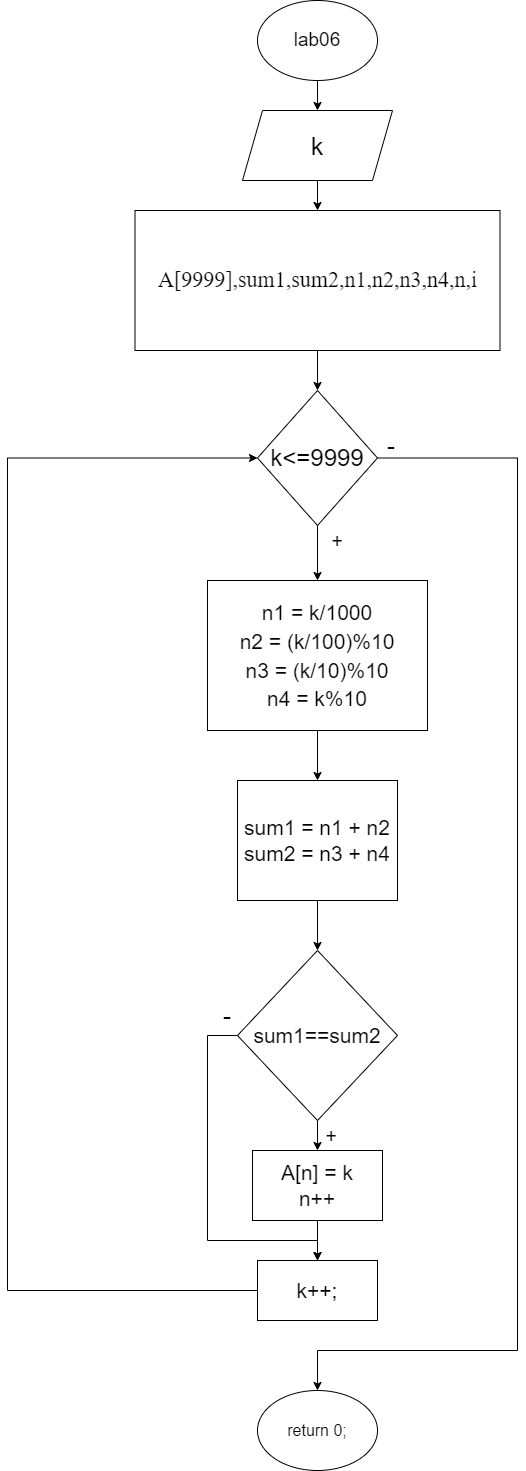 lab06
k
A[9999],sum1,sum2,n1,n2,n3,n4,n,i
k<=9999
-
+
n1 = k/1000
n2 = (k/100)%10
n3 = (k/10)%10
n4 = k%10
sum1 = n1 + n2
sum2 = n3 + n4
-
sum1==sum2
+
A[n] = k
n++
k++;
return 0;